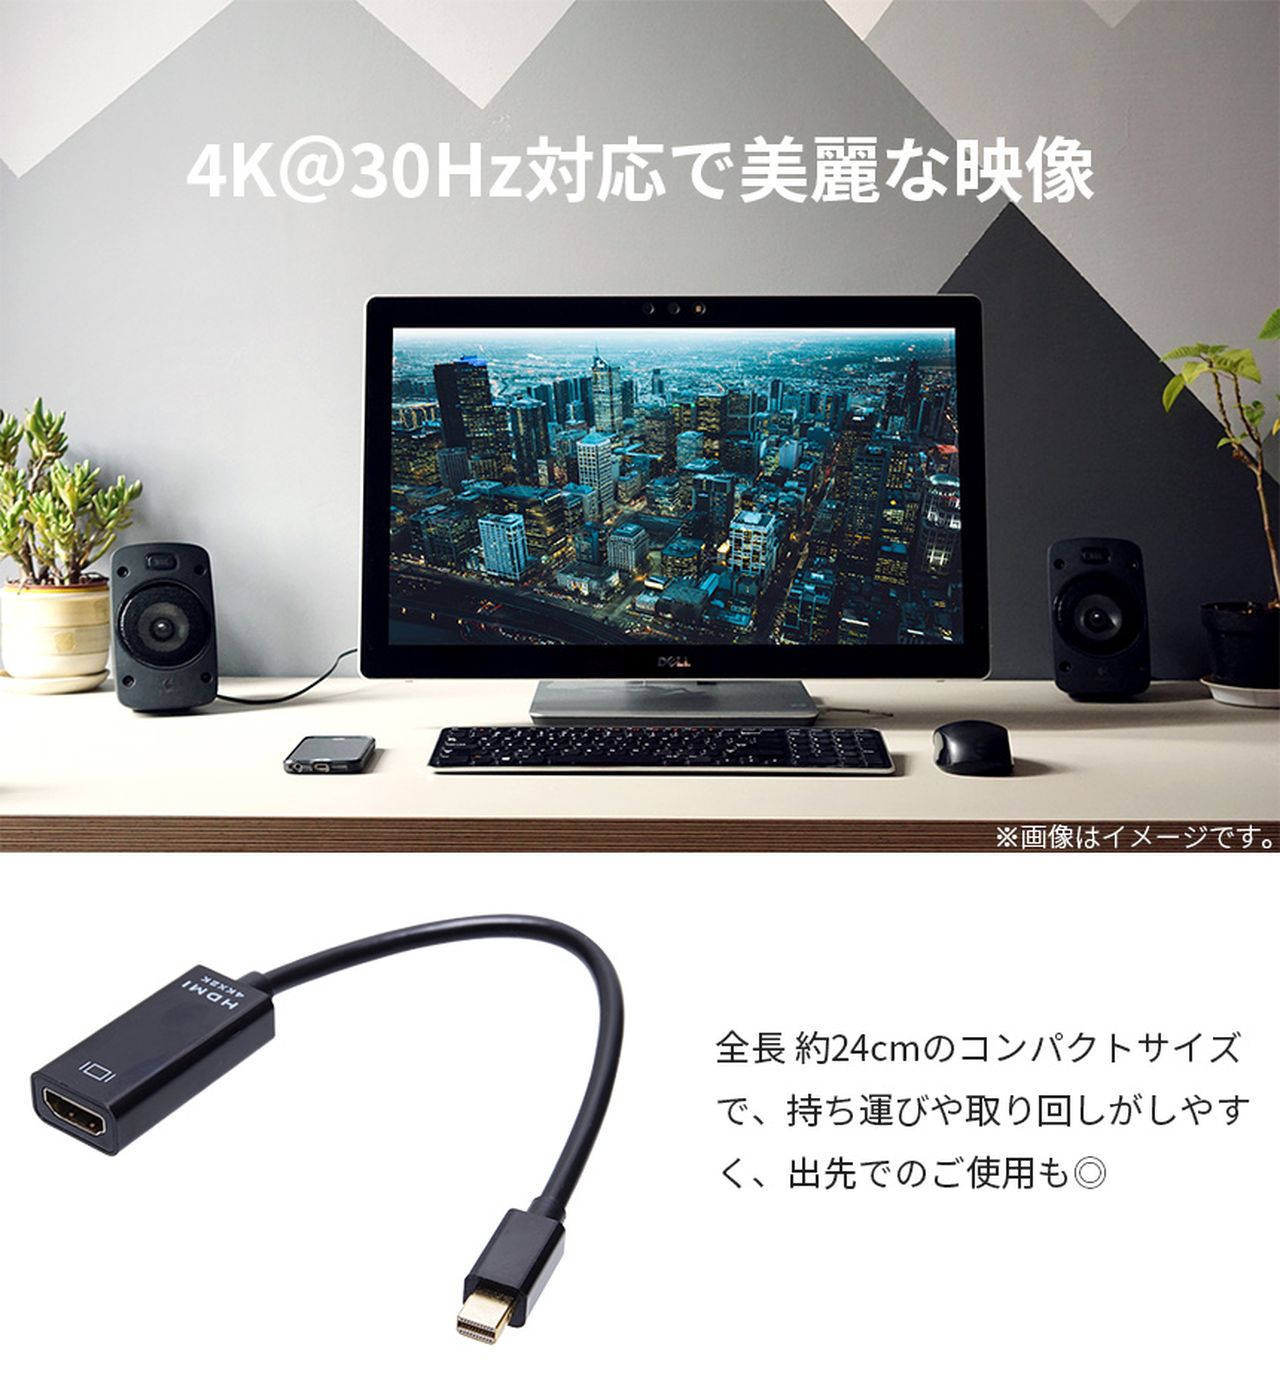 4K@30Hz対応で美麗な映像
DELL
※画像はイメージです。
HDMI
4KX2K
全長 約24cmのコンパクトサイズ
で、持ち運びや取り回しがしやす
く、出先でのご使用も◎